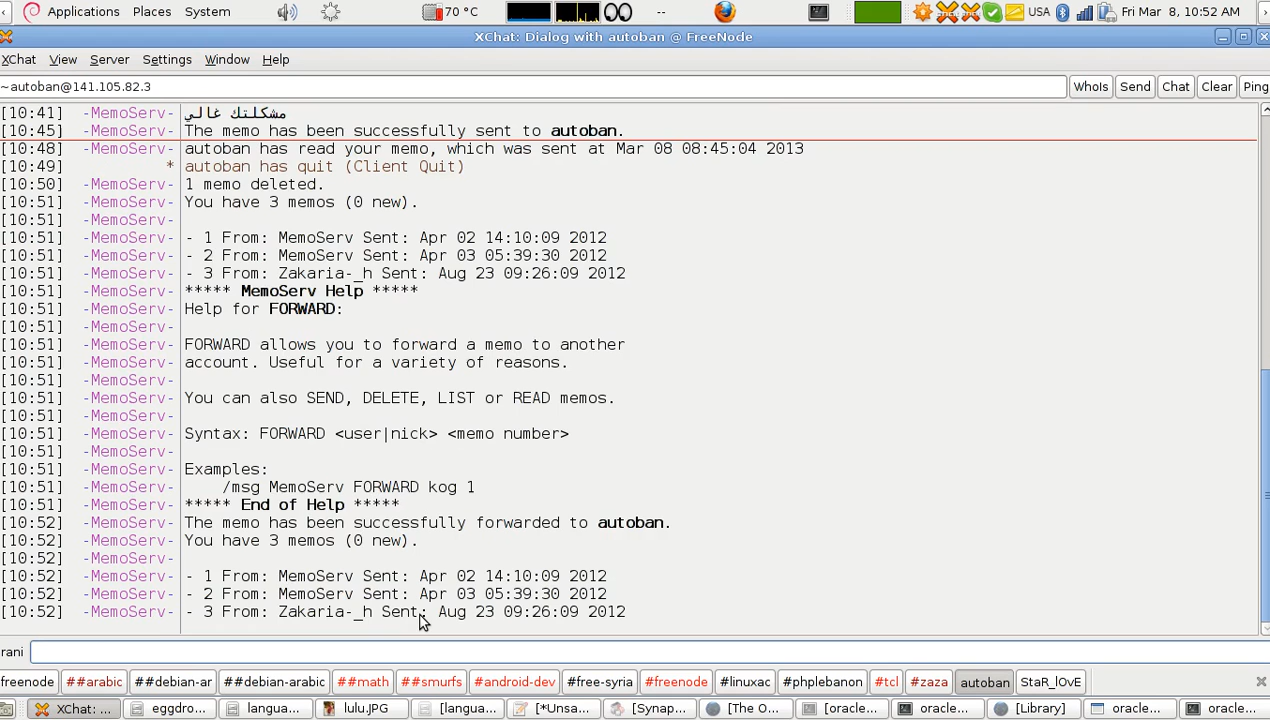 Applications Places System 70 °C -- USA Fri Mar 8, 10:52 AM
XChat: Dialog with autoban @ FreeNode
XChat View Server Settings Window Help
~autoban@141.105.82.3 WhoIs Send Chat Clear Ping
[10:41] -MemoServ- مشكلتك غالي
[10:45] -MemoServ- The memo has been successfully sent to autoban.
[10:48] -MemoServ- autoban has read your memo, which was sent at Mar 08 08:45:04 2013
[10:49] * autoban has quit (Client Quit)
[10:50] -MemoServ- 1 memo deleted.
[10:51] -MemoServ- You have 3 memos (0 new).
[10:51] -MemoServ-
[10:51] -MemoServ- - 1 From: MemoServ Sent: Apr 02 14:10:09 2012
[10:51] -MemoServ- - 2 From: MemoServ Sent: Apr 03 05:39:30 2012
[10:51] -MemoServ- - 3 From: Zakaria-_h Sent: Aug 23 09:26:09 2012
[10:51] -MemoServ- ***** MemoServ Help *****
[10:51] -MemoServ- Help for FORWARD:
[10:51] -MemoServ-
[10:51] -MemoServ- FORWARD allows you to forward a memo to another
[10:51] -MemoServ- account. Useful for a variety of reasons.
[10:51] -MemoServ-
[10:51] -MemoServ- You can also SEND, DELETE, LIST or READ memos.
[10:51] -MemoServ-
[10:51] -MemoServ- Syntax: FORWARD <user|nick> <memo number>
[10:51] -MemoServ-
[10:51] -MemoServ- Examples:
[10:51] -MemoServ- /msg MemoServ FORWARD kog 1
[10:51] -MemoServ- ***** End of Help *****
[10:52] -MemoServ- The memo has been successfully forwarded to autoban.
[10:52] -MemoServ- You have 3 memos (0 new).
[10:52] -MemoServ-
[10:52] -MemoServ- - 1 From: MemoServ Sent: Apr 02 14:10:09 2012
[10:52] -MemoServ- - 2 From: MemoServ Sent: Apr 03 05:39:30 2012
[10:52] -MemoServ- - 3 From: Zakaria-_h Sent: Aug 23 09:26:09 2012
rani
freenode ##arabic ##debian-ar ##debian-arabic ##math ##smurfs #android-dev #free-syria #freenode #linuxac #phplebanon #tcl #zaza autoban StaR_lOvE
XChat: ... eggdro... langua... lulu.JPG [langua... [*Unsa... [Synap... [The O... [oracle... oracle... [Library] oracle... oracle...